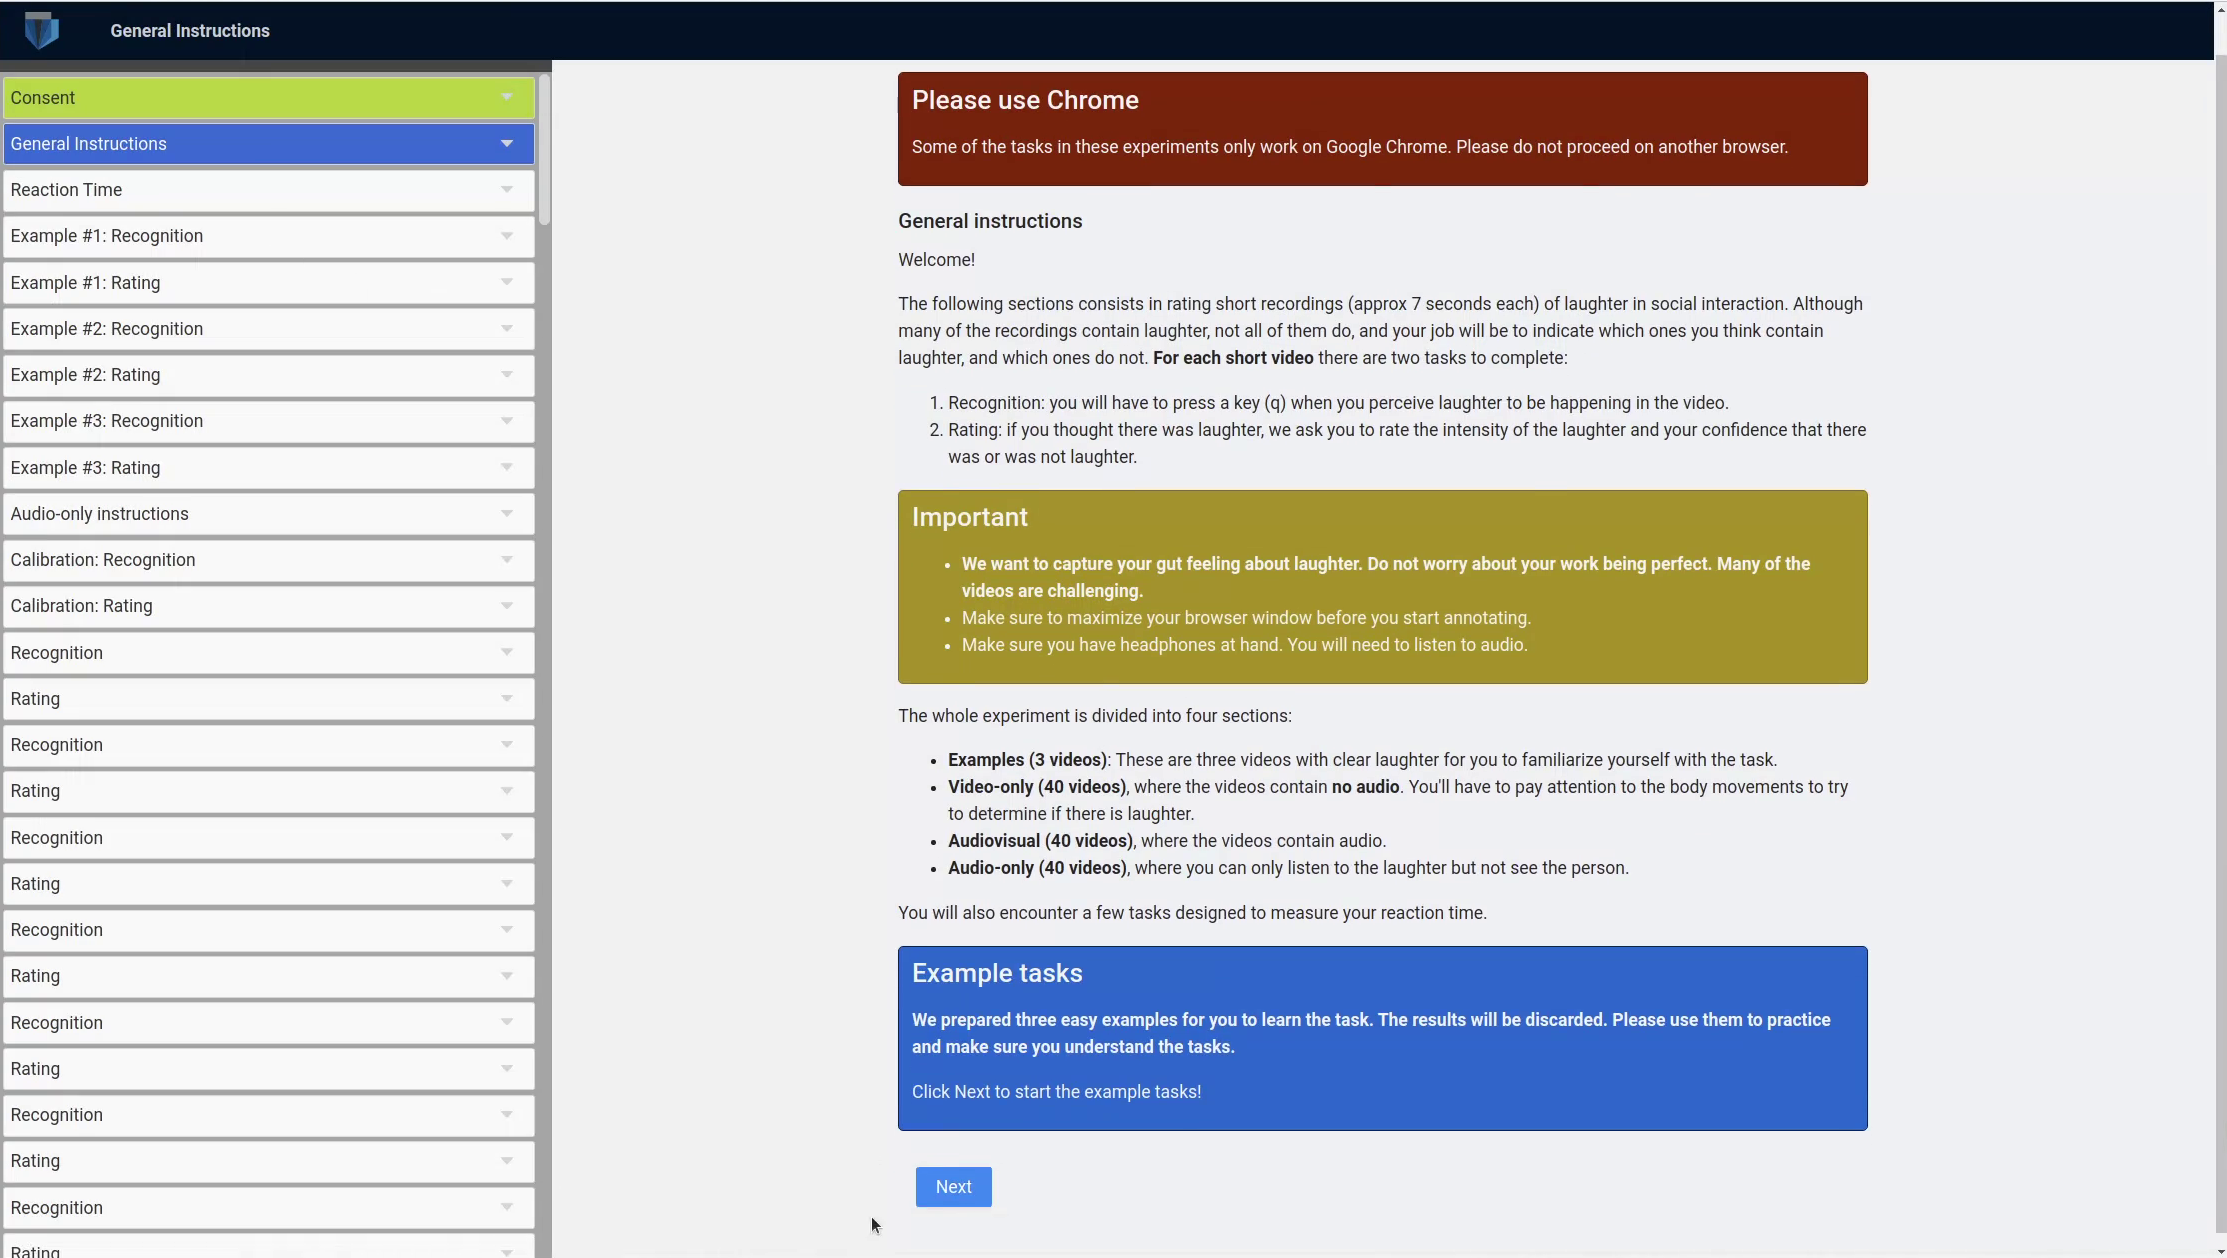 General Instructions
Consent
General Instructions
Reaction Time
Example #1: Recognition
Example #1: Rating
Example #2: Recognition
Example #2: Rating
Example #3: Recognition
Example #3: Rating
Audio-only instructions
Calibration: Recognition
Calibration: Rating
Recognition
Rating
Recognition
Rating
Recognition
Rating
Recognition
Rating
Recognition
Rating
Recognition
Rating
Recognition
Rating
Please use Chrome
Some of the tasks in these experiments only work on Google Chrome. Please do not proceed on another browser.
General instructions
Welcome!
The following sections consists in rating short recordings (approx 7 seconds each) of laughter in social interaction. Although
many of the recordings contain laughter, not all of them do, and your job will be to indicate which ones you think contain
laughter, and which ones do not. For each short video there are two tasks to complete:
1. Recognition: you will have to press a key (q) when you perceive laughter to be happening in the video.
2. Rating: if you thought there was laughter, we ask you to rate the intensity of the laughter and your confidence that there
was or was not laughter.
Important
• We want to capture your gut feeling about laughter. Do not worry about your work being perfect. Many of the
videos are challenging.
• Make sure to maximize your browser window before you start annotating.
• Make sure you have headphones at hand. You will need to listen to audio.
The whole experiment is divided into four sections:
• Examples (3 videos): These are three videos with clear laughter for you to familiarize yourself with the task.
• Video-only (40 videos), where the videos contain no audio. You'll have to pay attention to the body movements to try
to determine if there is laughter.
• Audiovisual (40 videos), where the videos contain audio.
• Audio-only (40 videos), where you can only listen to the laughter but not see the person.
You will also encounter a few tasks designed to measure your reaction time.
Example tasks
We prepared three easy examples for you to learn the task. The results will be discarded. Please use them to practice
and make sure you understand the tasks.
Click Next to start the example tasks!
Next